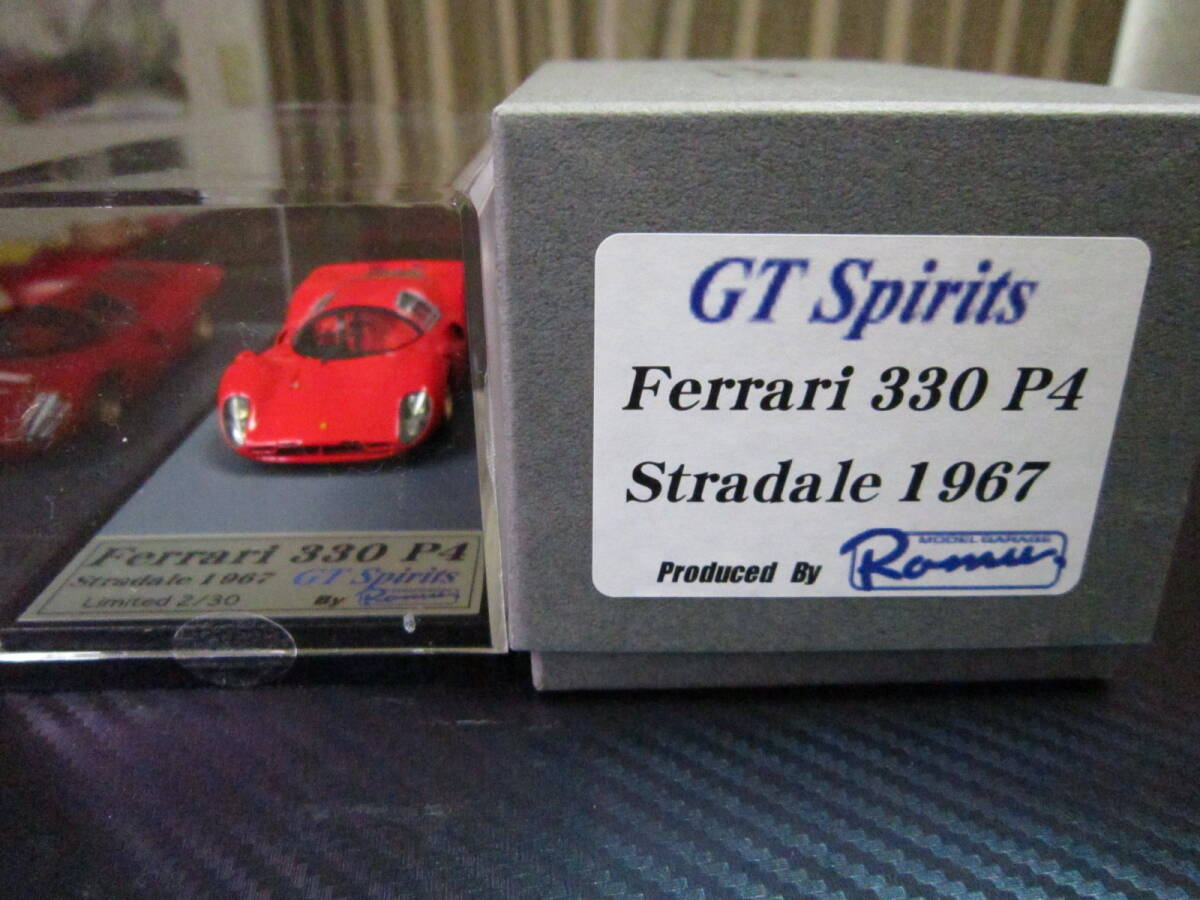 GT Spirits
Ferrari 330 P4
Stradale 1967
Produced By
MODEL GARAGE
Romu
Ferrari 330 P4
Stradale 1967 GT Spirits
Limited 2/30 By Romu